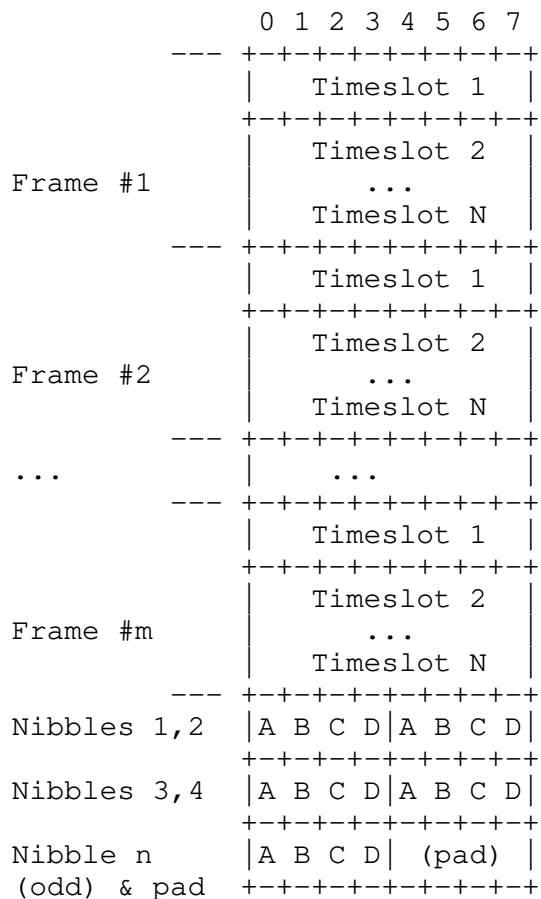 0 1 2 3 4 5 6 7
           --- +-+-+-+-+-+-+-+-+
               |    Timeslot 1  |
               +-+-+-+-+-+-+-+-+
               |    Timeslot 2  |
Frame #1       |       ...      |
               |    Timeslot N  |
           --- +-+-+-+-+-+-+-+-+
               |    Timeslot 1  |
               +-+-+-+-+-+-+-+-+
               |    Timeslot 2  |
Frame #2       |       ...      |
               |    Timeslot N  |
           --- +-+-+-+-+-+-+-+-+
...            |     ...        |
           --- +-+-+-+-+-+-+-+-+
               |    Timeslot 1  |
               +-+-+-+-+-+-+-+-+
               |    Timeslot 2  |
Frame #m       |       ...      |
               |    Timeslot N  |
           --- +-+-+-+-+-+-+-+-+
Nibbles 1,2    |A B C D|A B C D|
               +-+-+-+-+-+-+-+-+
Nibbles 3,4    |A B C D|A B C D|
               +-+-+-+-+-+-+-+-+
Nibble n       |A B C D| (pad)  |
(odd) & pad    +-+-+-+-+-+-+-+-+